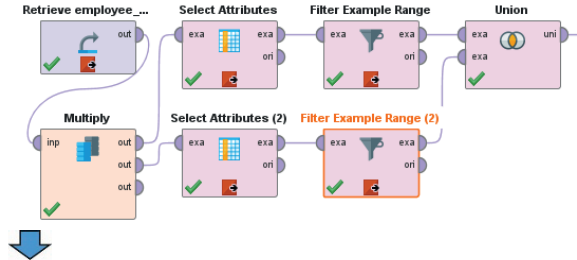 Retrieve employee_...
out
Select Attributes
exa
exa
ori
Filter Example Range
exa
exa
ori
Union
exa
uni
exa
Multiply
inp
out
out
out
Select Attributes (2)
exa
exa
ori
Filter Example Range (2)
exa
exa
ori